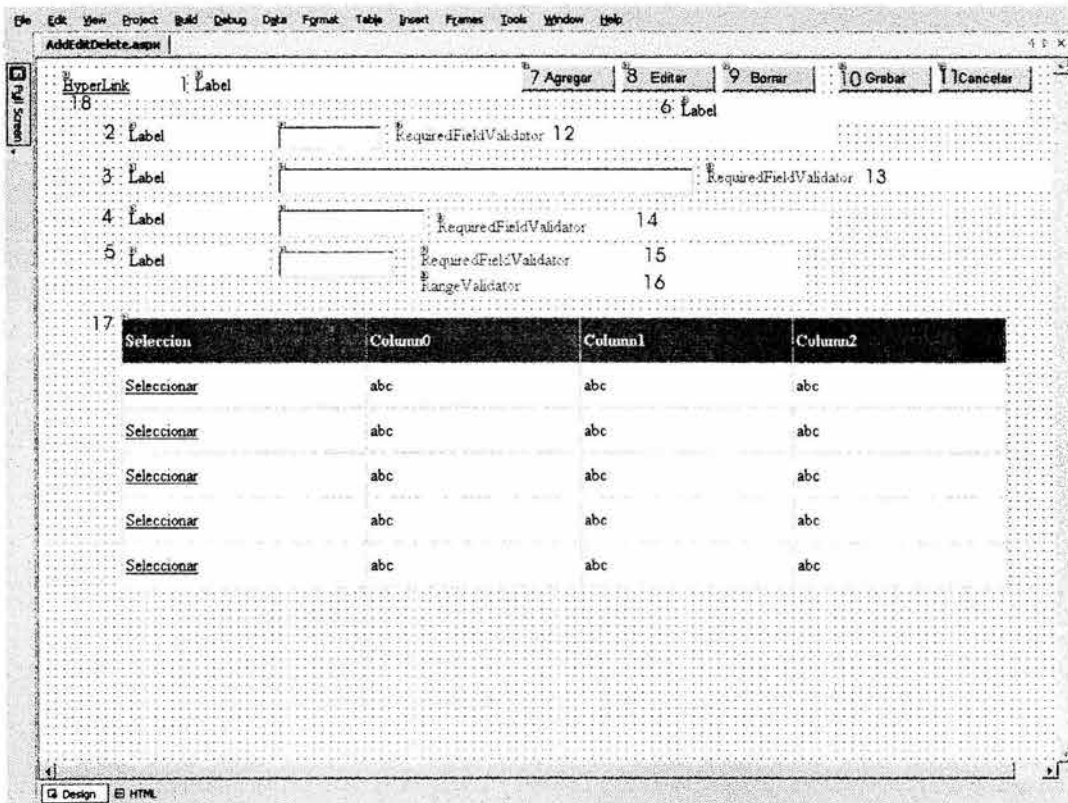 File Edit View Project Build Debug Data Format Table Insert Frames Tools Window Help
AddEditDelete.aspx
Full Screen
HyperLink 1 Label 7 Agregar 8 Editar 9 Borrar 10 Grabar 11 Cancelar
18 6 Label
2 Label RequiredFieldValidator 12
3 Label RequiredFieldValidator 13
4 Label RequiredFieldValidator 14
5 Label RequiredFieldValidator 15
RangeValidator 16
17
Seleccion Column0 Column1 Column2
Seleccionar abc abc abc
Seleccionar abc abc abc
Seleccionar abc abc abc
Seleccionar abc abc abc
Seleccionar abc abc abc
Design HTML